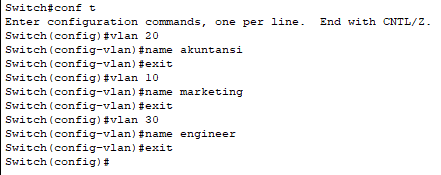 Switch#conf t
Enter configuration commands, one per line.  End with CNTL/Z.
Switch(config)#vlan 20
Switch(config-vlan)#name akuntansi
Switch(config-vlan)#exit
Switch(config)#vlan 10
Switch(config-vlan)#name marketing
Switch(config-vlan)#exit
Switch(config)#vlan 30
Switch(config-vlan)#name engineer
Switch(config-vlan)#exit
Switch(config)#